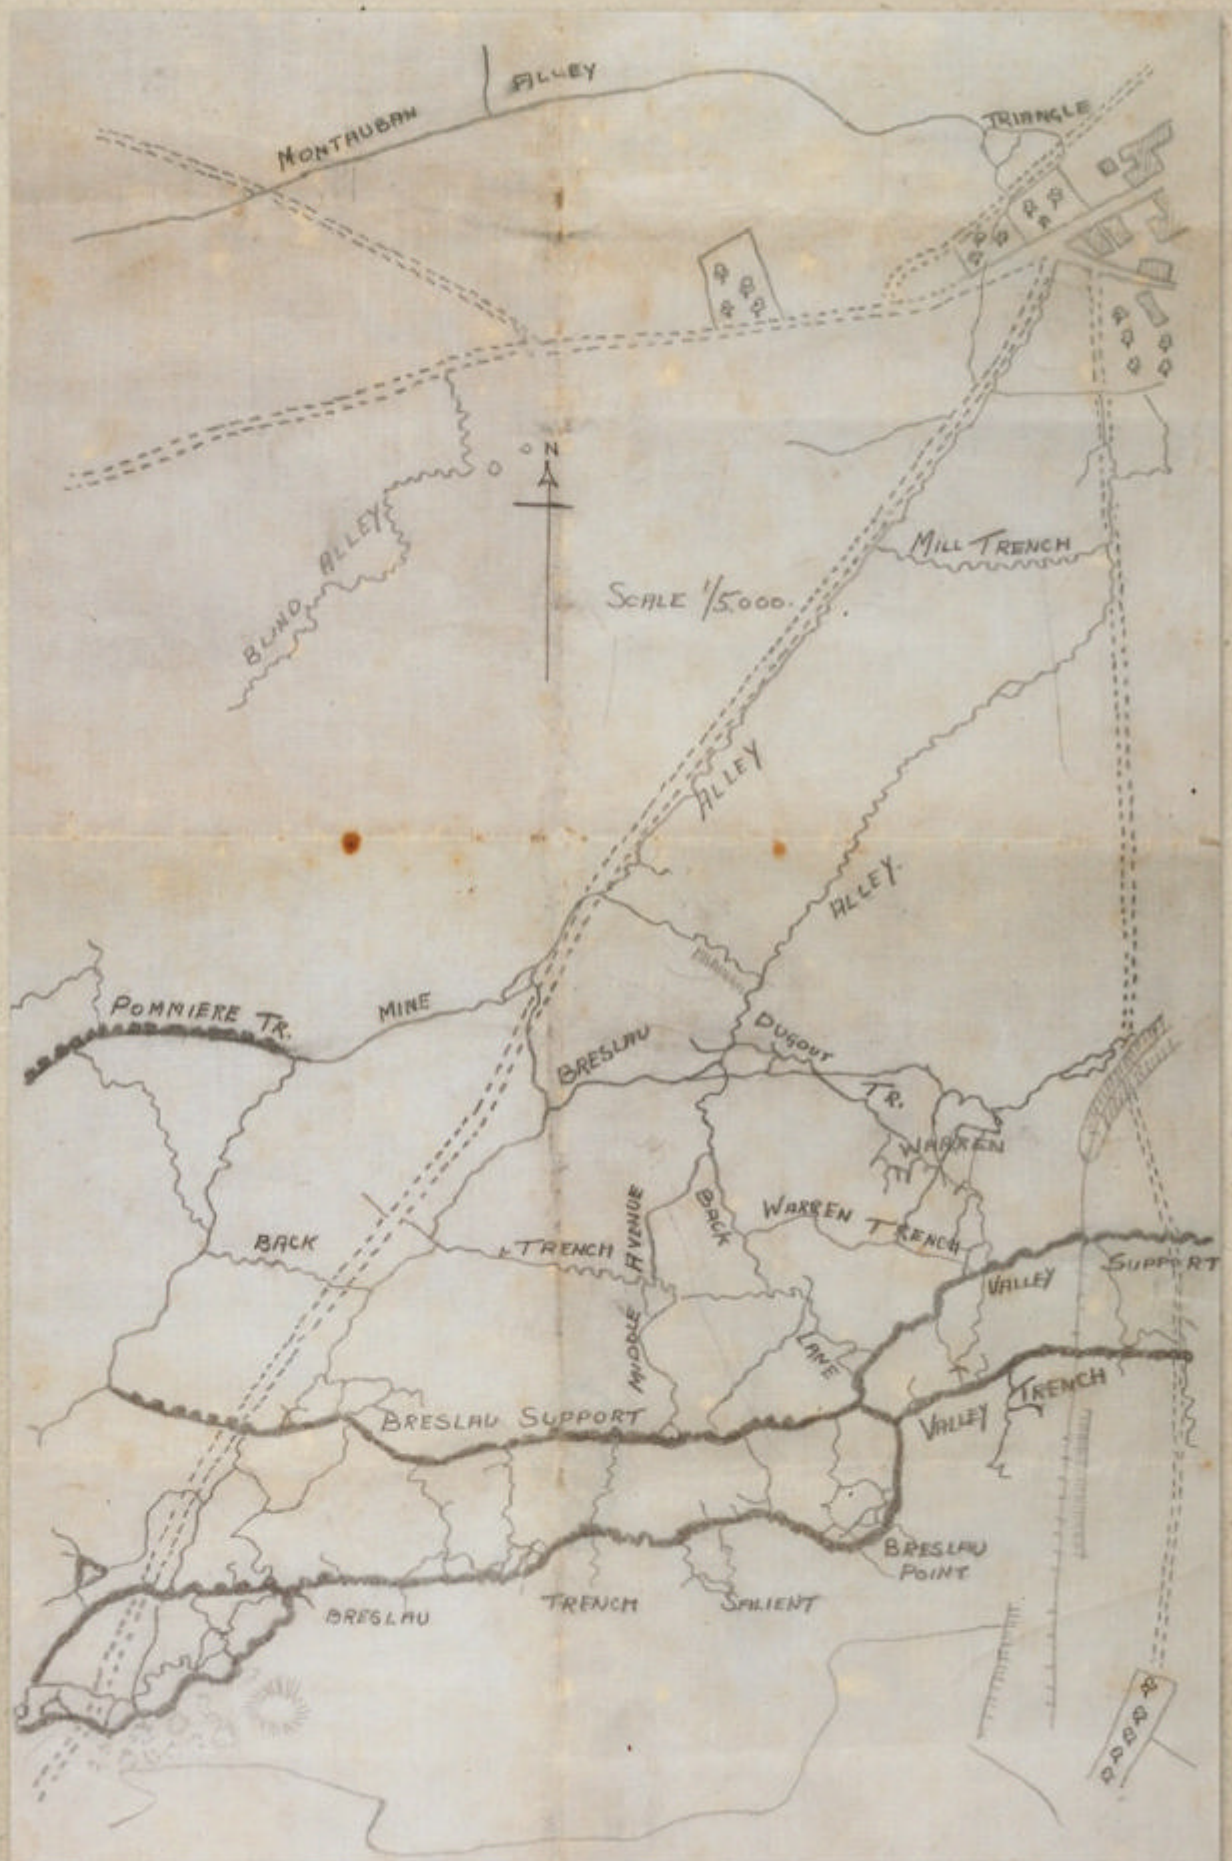 MONTAUBAN ALLEY
TRIANGLE
N
BLIND ALLEY
MILL TRENCH
SCALE 1/5.000.
ALLEY
ALLEY.
POMMIERE TR.
MINE
BRESLAU
DUGOUT
TR.
WARREN
BACK
TRENCH
MIDDLE AVENUE
BACK
WARREN TRENCH
VALLEY
SUPPORT
LANE
BRESLAU SUPPORT
VALLEY
TRENCH
BRESLAU
POINT
BRESLAU
TRENCH
SALIENT